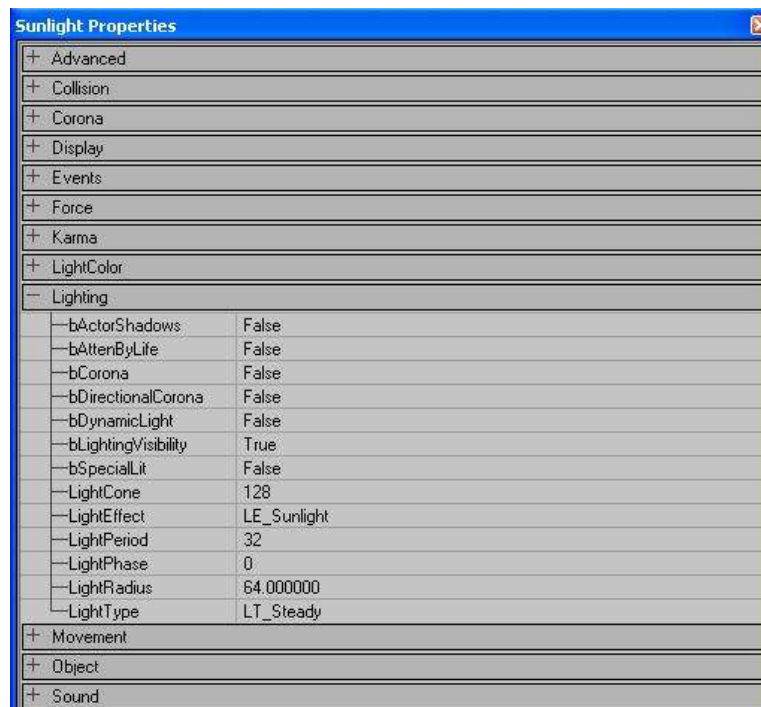 Sunlight Properties
Advanced
Collision
Corona
Display
Events
Force
Karma
LightColor
Lighting
bActorShadows False
bAttenByLife False
bCorona False
bDirectionalCorona False
bDynamicLight False
bLightingVisibility True
bSpecialLit False
LightCone 128
LightEffect LE_Sunlight
LightPeriod 32
LightPhase 0
LightRadius 64.000000
LightType LT_Steady
Movement
Object
Sound